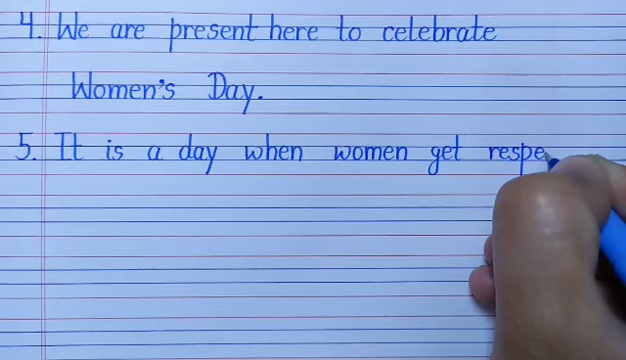 4. We are present here to celebrate
Women's Day.
5. It is a day when women get respe